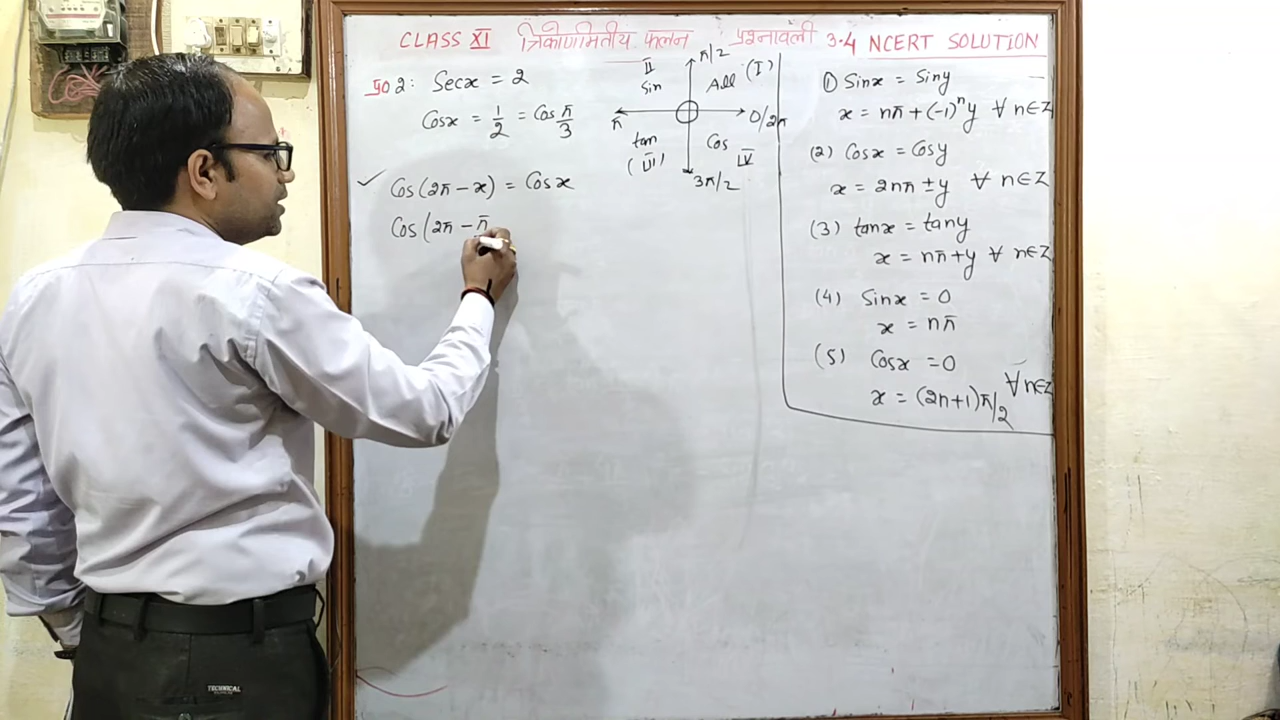 CLASS XI त्रिकोणमितीय फलन प्रश्नावली 3.4 NCERT SOLUTION
प्र02: Secx = 2
Cosx = 1/2 = Cos π/3
✓ Cos(2π - x) = Cosx
Cos(2π - π
π/2
II
Sin
All (I)
π
0/2π
tan
(III)
Cos
IV
3π/2
(1) Sinx = Siny
x = nπ + (-1)ⁿy ∀ n∈Z
(2) Cosx = Cosy
x = 2nπ ± y ∀ n∈Z
(3) tanx = tany
x = nπ + y ∀ n∈Z
(4) Sinx = 0
x = nπ
(5) Cosx = 0
x = (2n+1)π/2 ∀ n∈Z
TECHNICAL